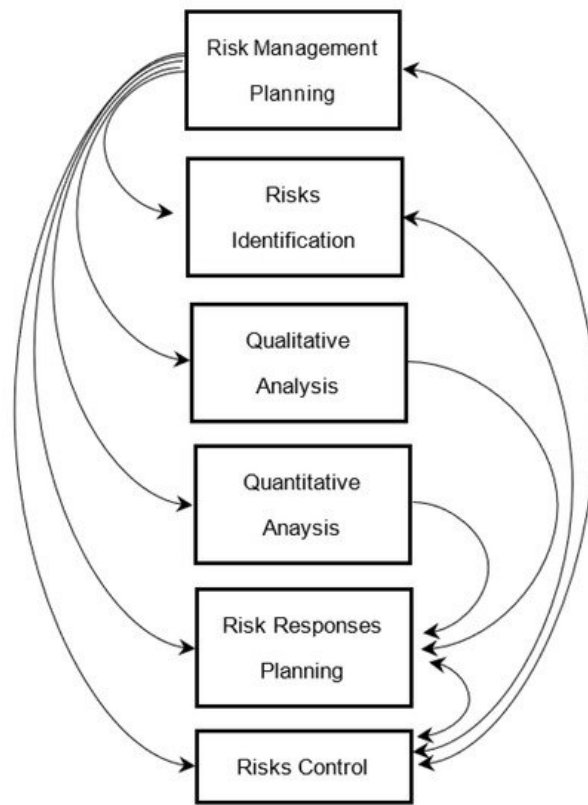 Risk Management
Planning
Risks
Identification
Qualitative
Analysis
Quantitative
Anaysis
Risk Responses
Planning
Risks Control